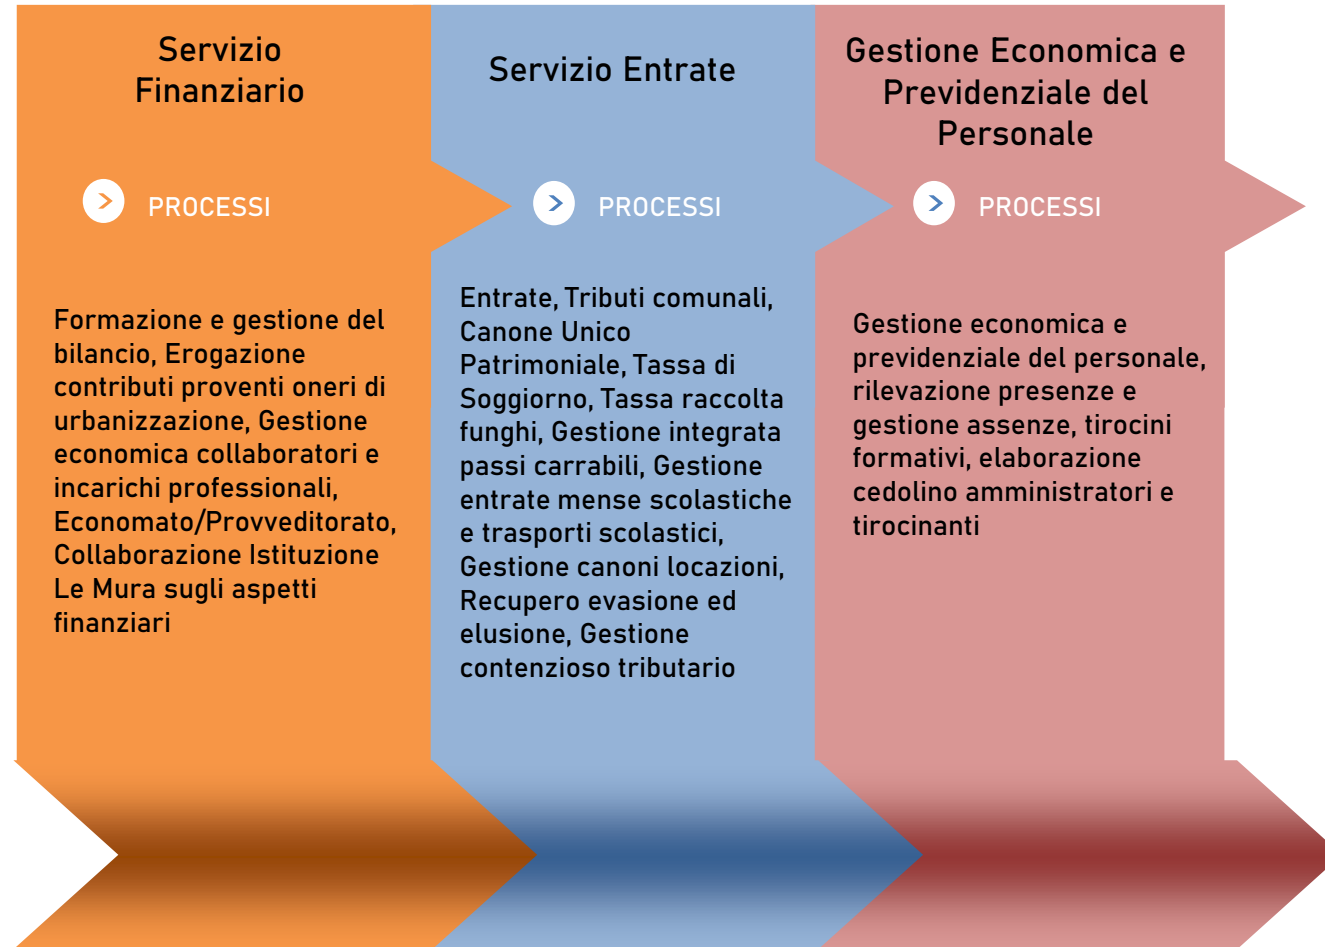 Servizio
Finanziario
PROCESSI
Formazione e gestione del
bilancio, Erogazione
contributi proventi oneri di
urbanizzazione, Gestione
economica collaboratori e
incarichi professionali,
Economato/Provveditorato,
Collaborazione Istituzione
Le Mura sugli aspetti
finanziari
Servizio Entrate
PROCESSI
Entrate, Tributi comunali,
Canone Unico
Patrimoniale, Tassa di
Soggiorno, Tassa raccolta
funghi, Gestione integrata
passi carrabili, Gestione
entrate mense scolastiche
e trasporti scolastici,
Gestione canoni locazioni,
Recupero evasione ed
elusione, Gestione
contenzioso tributario
Gestione Economica e
Previdenziale del
Personale
PROCESSI
Gestione economica e
previdenziale del personale,
rilevazione presenze e
gestione assenze, tirocini
formativi, elaborazione
cedolino amministratori e
tirocinanti